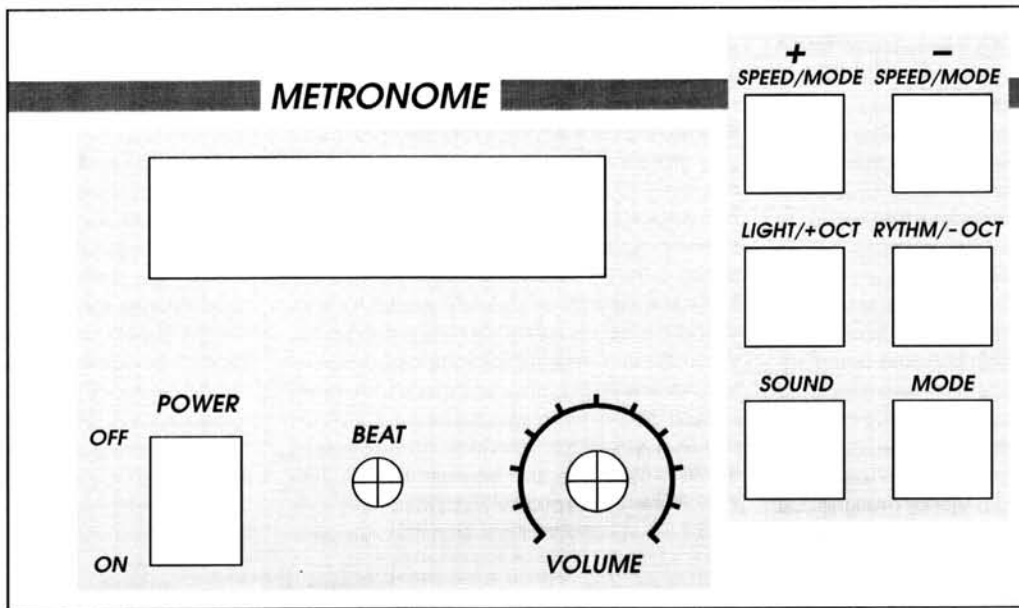 METRONOME
+ −
SPEED/MODE SPEED/MODE
LIGHT/+OCT RYTHM/-OCT
SOUND MODE
POWER
OFF
ON
BEAT
VOLUME